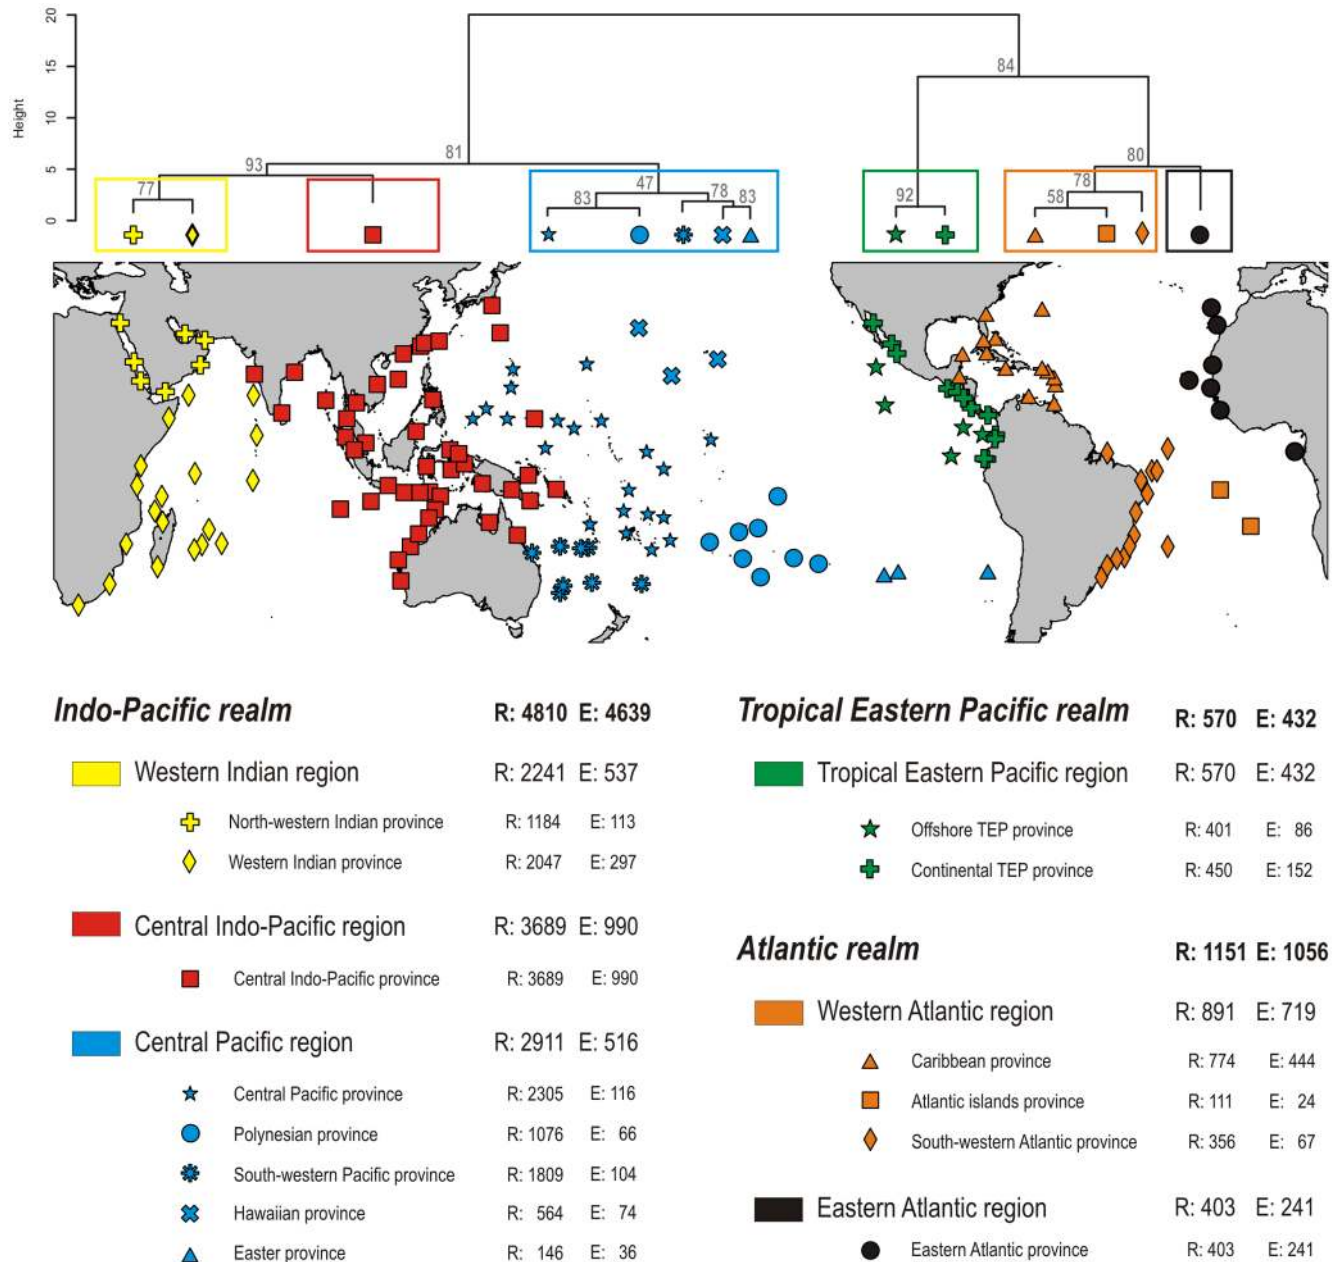 20
15
10
5
0
Height
84
81
93
80
77
47
83
78
83
92
78
58
Indo-Pacific realm R: 4810 E: 4639
Western Indian region R: 2241 E: 537
North-western Indian province R: 1184 E: 113
Western Indian province R: 2047 E: 297
Central Indo-Pacific region R: 3689 E: 990
Central Indo-Pacific province R: 3689 E: 990
Central Pacific region R: 2911 E: 516
Central Pacific province R: 2305 E: 116
Polynesian province R: 1076 E: 66
South-western Pacific province R: 1809 E: 104
Hawaiian province R: 564 E: 74
Easter province R: 146 E: 36
Tropical Eastern Pacific realm R: 570 E: 432
Tropical Eastern Pacific region R: 570 E: 432
Offshore TEP province R: 401 E: 86
Continental TEP province R: 450 E: 152
Atlantic realm R: 1151 E: 1056
Western Atlantic region R: 891 E: 719
Caribbean province R: 774 E: 444
Atlantic islands province R: 111 E: 24
South-western Atlantic province R: 356 E: 67
Eastern Atlantic region R: 403 E: 241
Eastern Atlantic province R: 403 E: 241